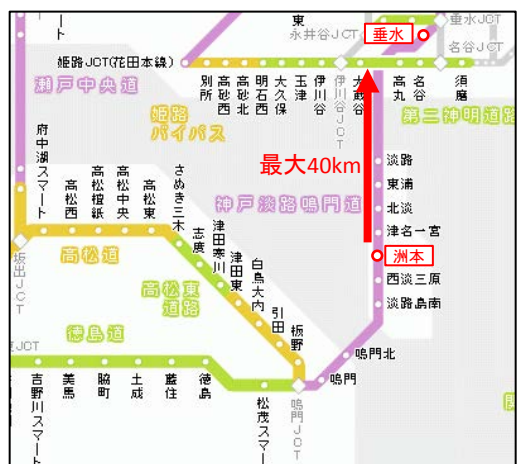 ート
東
永井谷JCT
垂水
垂水JCT
名谷JCT
姫路JCT(花田本線)
別所
高砂西
高砂北
明石西
大久保
玉津
伊川谷
伊川谷JCT
大蔵谷
高丸
名谷
須磨
瀬戸中央道
姫路
バイパス
第二神明道路
府中湖スマート
高松西
高松檀紙
高松中央
高松東
さぬき三木
志度
津田寒川
津田東
白鳥大内
引田
板野
最大40km
神戸淡路鳴門道
淡路
東浦
北淡
津名一宮
洲本
西淡三原
淡路島南
坂出JCT
高松道
高松東
道路
徳島道
JCT
鳴門北
鳴門
吉野川スマート
美馬
脇町
土成
藍住
徳島
松茂スマート
鳴門JCT